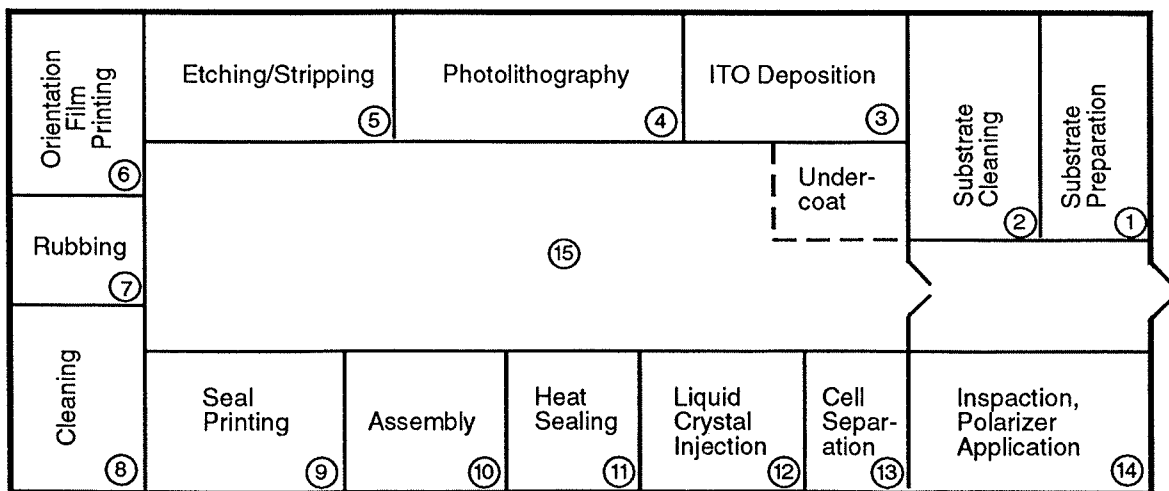 Orientation
Film
Printing
6
Etching/Stripping
5
Photolithography
4
ITO Deposition
3
Substrate
Cleaning
2
Substrate
Preparation
1
Under-
coat
Rubbing
7
15
Cleaning
8
Seal
Printing
9
Assembly
10
Heat
Sealing
11
Liquid
Crystal
Injection
12
Cell
Separ-
ation
13
Inspaction,
Polarizer
Application
14